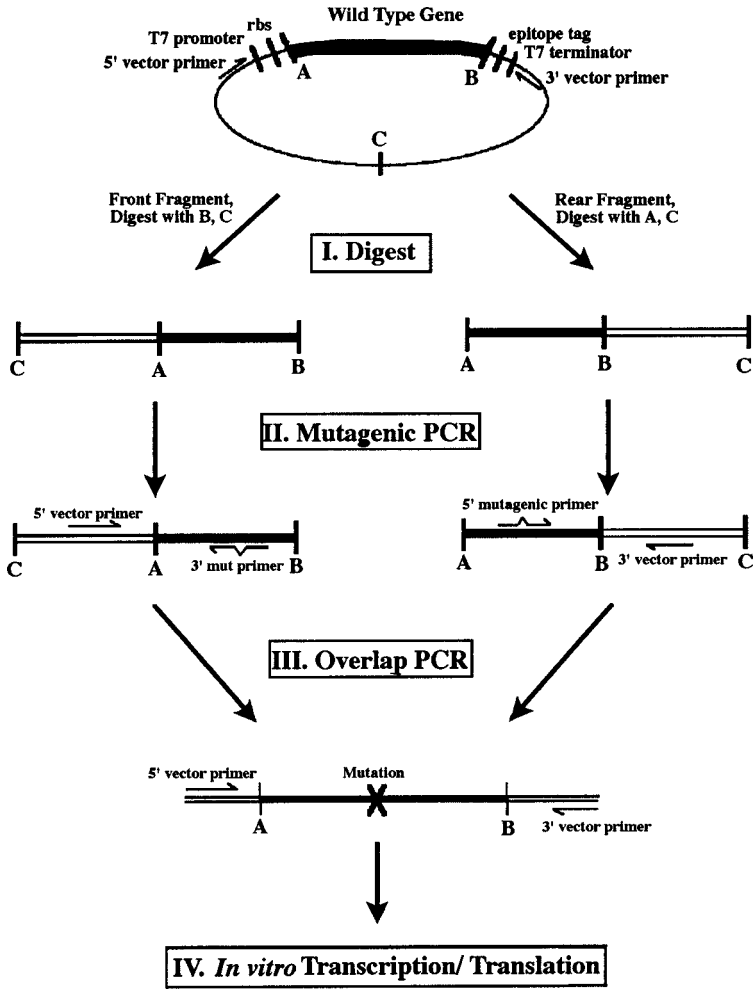 Wild Type Gene
rbs
T7 promoter
5' vector primer
epitope tag
T7 terminator
3' vector primer
A
B
C
Front Fragment,
Digest with B, C
Rear Fragment,
Digest with A, C
I. Digest
C
A
B
A
B
C
II. Mutagenic PCR
5' vector primer
5' mutagenic primer
C
A
3' mut primer
B
A
B
3' vector primer
C
III. Overlap PCR
5' vector primer
Mutation
A
B
3' vector primer
IV. In vitro Transcription/ Translation